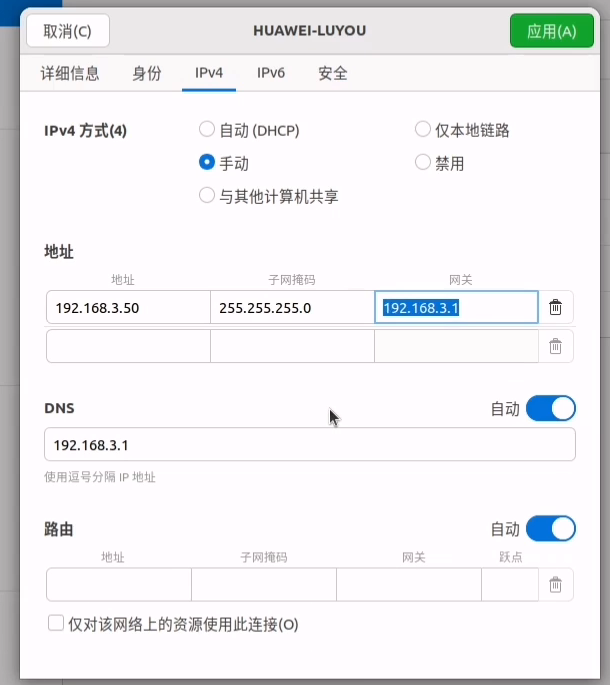 取消(C) HUAWEI-LUYOU 应用(A)
详细信息 身份 IPv4 IPv6 安全
IPv4 方式(4) 自动 (DHCP) 仅本地链路
手动 禁用
与其他计算机共享
地址
地址 子网掩码 网关
192.168.3.50 255.255.255.0 192.168.3.1
DNS 自动
192.168.3.1
使用逗号分隔 IP 地址
路由 自动
地址 子网掩码 网关 跃点
仅对该网络上的资源使用此连接(O)